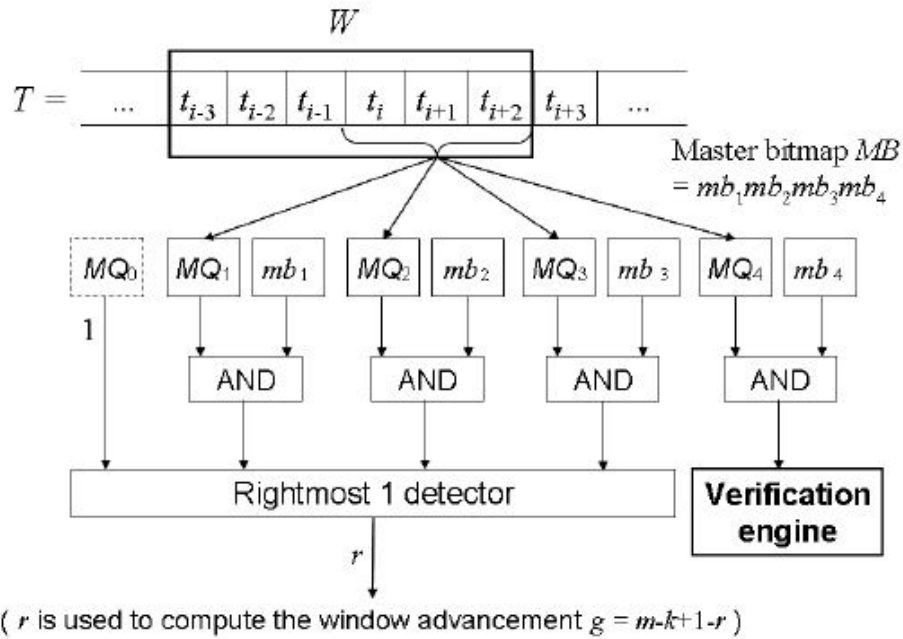 W
T = ... t_{i-3} t_{i-2} t_{i-1} t_i t_{i+1} t_{i+2} t_{i+3} ...
Master bitmap MB
= mb_1mb_2mb_3mb_4
MQ_0 MQ_1 mb_1 MQ_2 mb_2 MQ_3 mb_3 MQ_4 mb_4
1
AND AND AND AND
Rightmost 1 detector
Verification
engine
r
( r is used to compute the window advancement g = m-k+1-r )